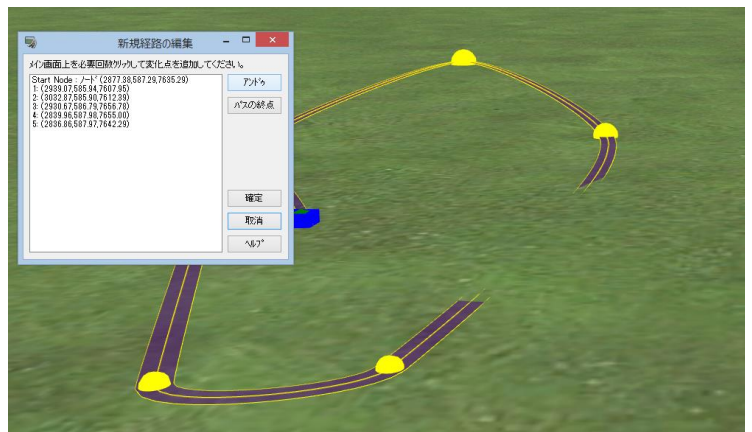 新規経路の編集
メイン画面上を必要回数クリックして変化点を追加してください。
Start Node : ノード(2877.38,587.29,7635.29)
1: (2939.07,585.94,7607.95)
2: (3032.87,585.90,7612.39)
3: (2930.67,586.79,7656.78)
4: (2839.96,587.98,7655.00)
5: (2836.86,587.97,7642.29)
アンドゥ
パスの終点
確定
取消
ヘルプ